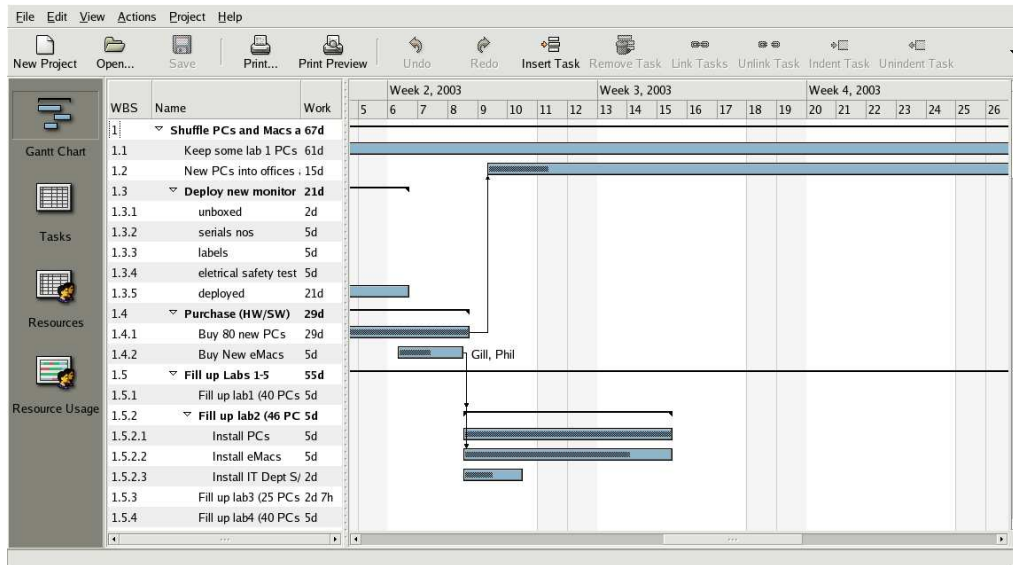 File Edit View Actions Project Help
New Project Open... Save Print... Print Preview Undo Redo Insert Task Remove Task Link Tasks Unlink Task Indent Task Unindent Task
Week 2, 2003 Week 3, 2003 Week 4, 2003
WBS Name Work 5 6 7 8 9 10 11 12 13 14 15 16 17 18 19 20 21 22 23 24 25 26
1 Shuffle PCs and Macs a 67d
Gantt Chart
1.1 Keep some lab 1 PCs 61d
1.2 New PCs into offices 15d
1.3 Deploy new monitor 21d
1.3.1 unboxed 2d
Tasks
1.3.2 serials nos 5d
1.3.3 labels 5d
1.3.4 eletrical safety test 5d
1.3.5 deployed 21d
Resources
1.4 Purchase (HW/SW) 29d
1.4.1 Buy 80 new PCs 29d
1.4.2 Buy New eMacs 5d Gill, Phil
1.5 Fill up Labs 1-5 55d
1.5.1 Fill up lab1 (40 PCs 5d
Resource Usage
1.5.2 Fill up lab2 (46 PC 5d
1.5.2.1 Install PCs 5d
1.5.2.2 Install eMacs 5d
1.5.2.3 Install IT Dept S/ 2d
1.5.3 Fill up lab3 (25 PCs 2d 7h
1.5.4 Fill up lab4 (40 PCs 5d